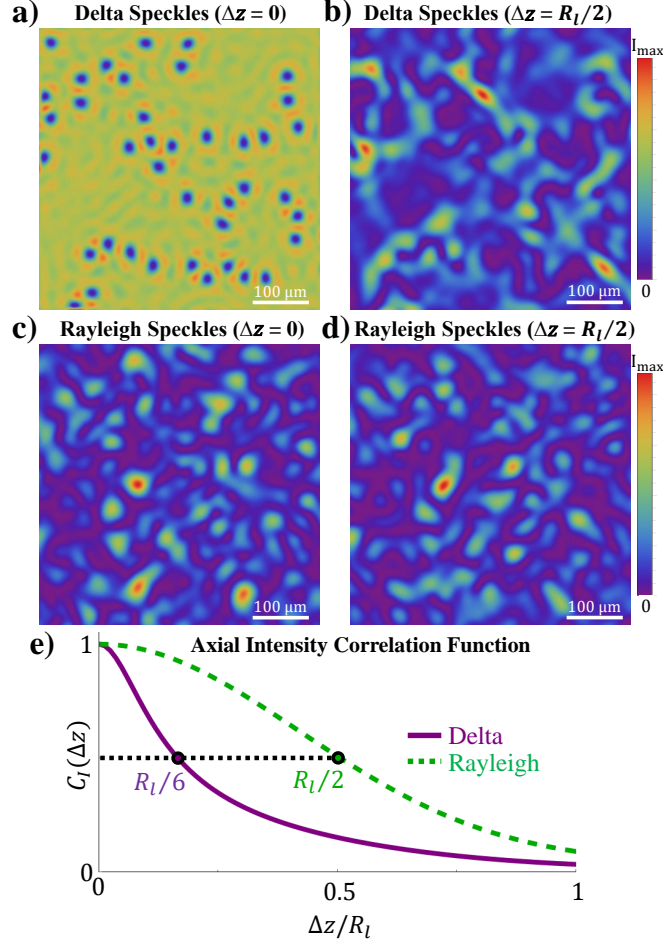 a) Delta Speckles (Δz = 0)
b) Delta Speckles (Δz = R_l/2)
I_max
0
100 μm
100 μm
c) Rayleigh Speckles (Δz = 0)
d) Rayleigh Speckles (Δz = R_l/2)
I_max
0
100 μm
100 μm
e) Axial Intensity Correlation Function
1
C_I(Δz)
0
R_l/6
R_l/2
Delta
Rayleigh
0
0.5
1
Δz/R_l